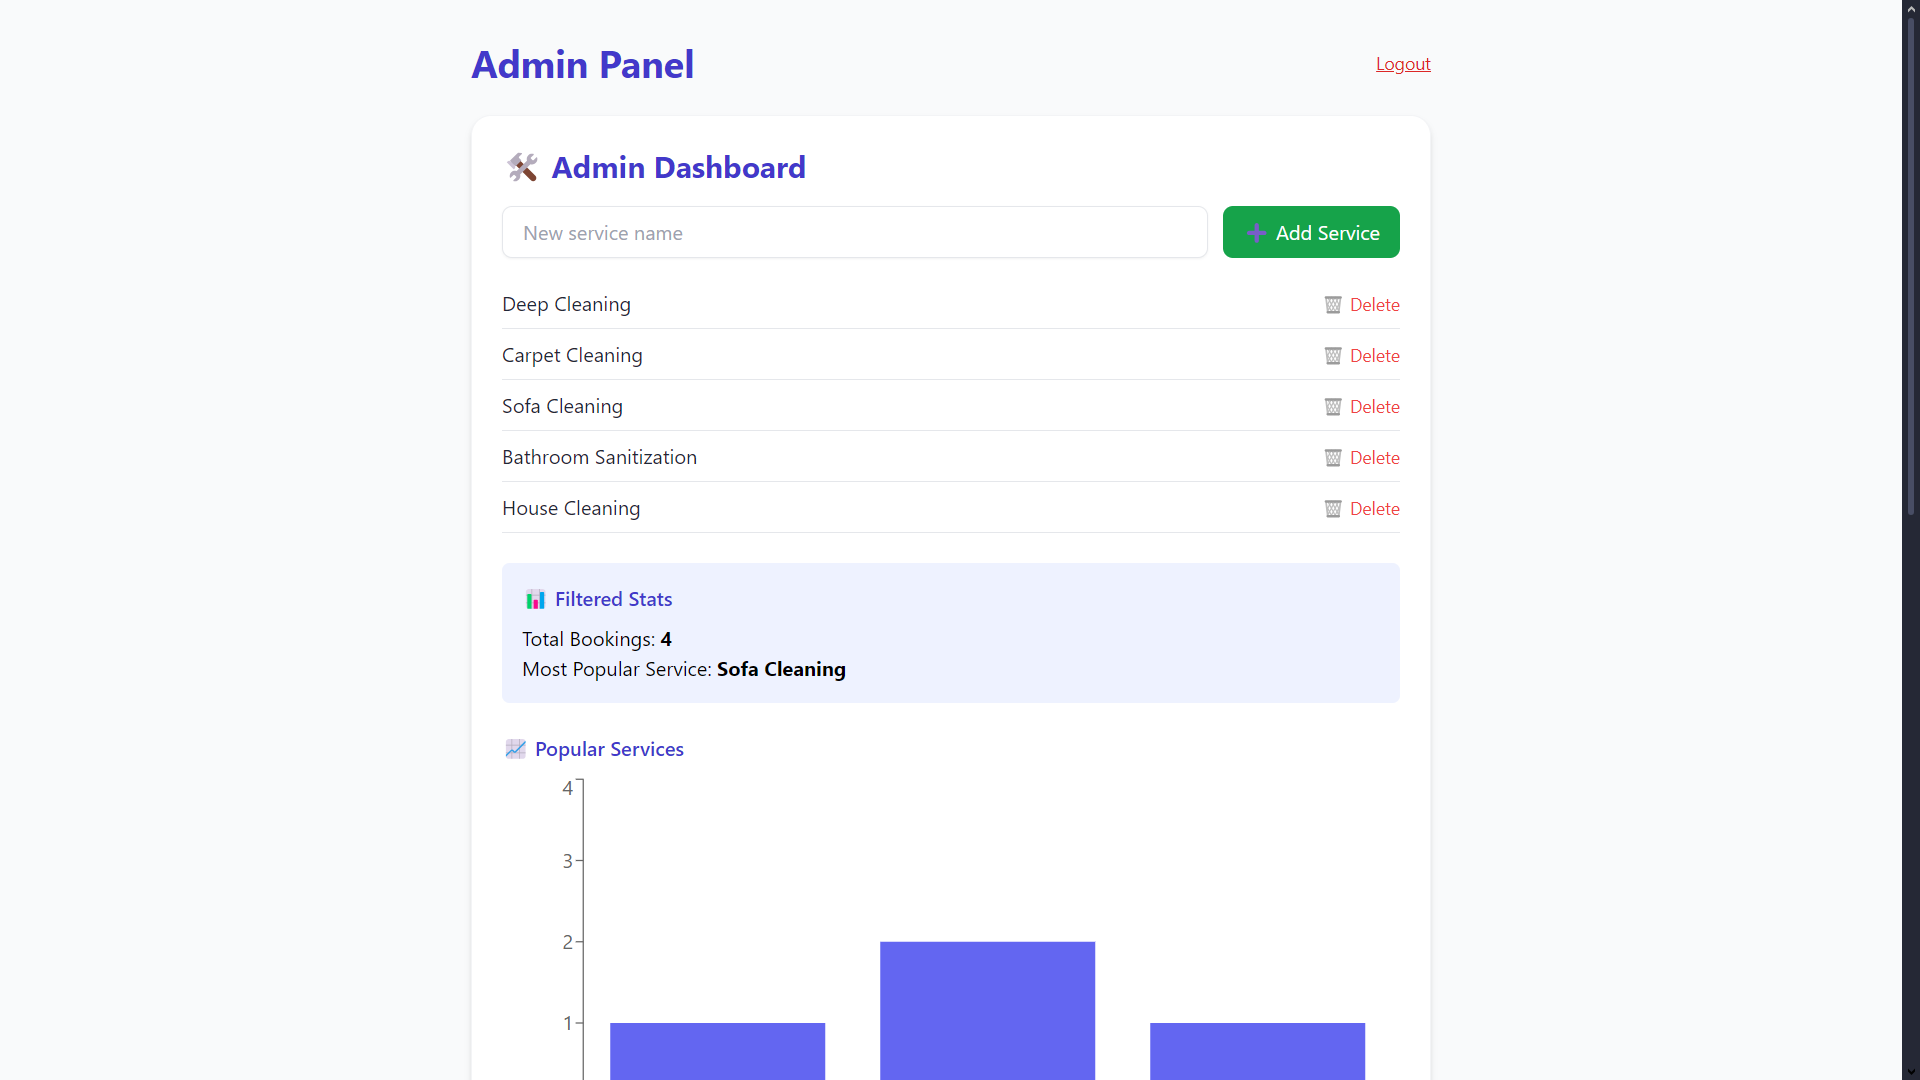 Admin Panel
Logout
Admin Dashboard
New service name
Add Service
Deep Cleaning
Delete
Carpet Cleaning
Delete
Sofa Cleaning
Delete
Bathroom Sanitization
Delete
House Cleaning
Delete
Filtered Stats
Total Bookings: 4
Most Popular Service: Sofa Cleaning
Popular Services
4
3
2
1